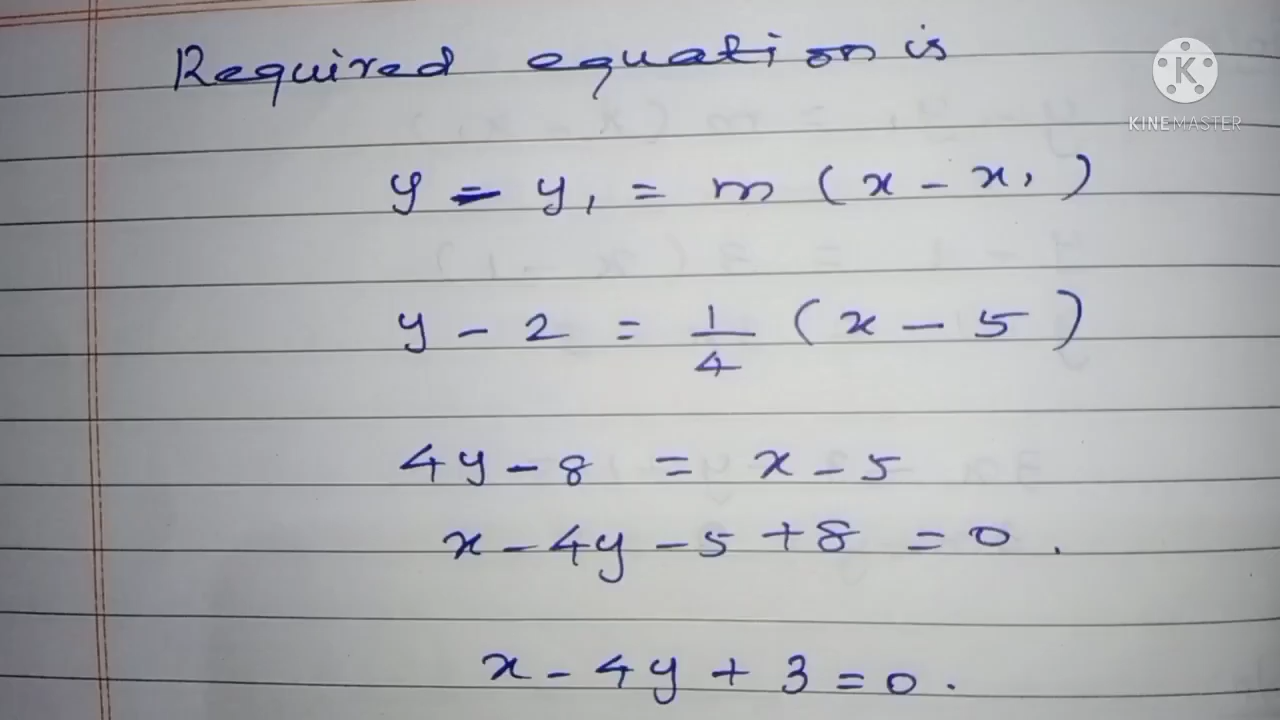 Required equation is
K
KINEMASTER
y - y₁ = m (x - x₁)
y - 2 = 1/4 (x - 5)
4y - 8 = x - 5
x - 4y - 5 + 8 = 0.
x - 4y + 3 = 0.